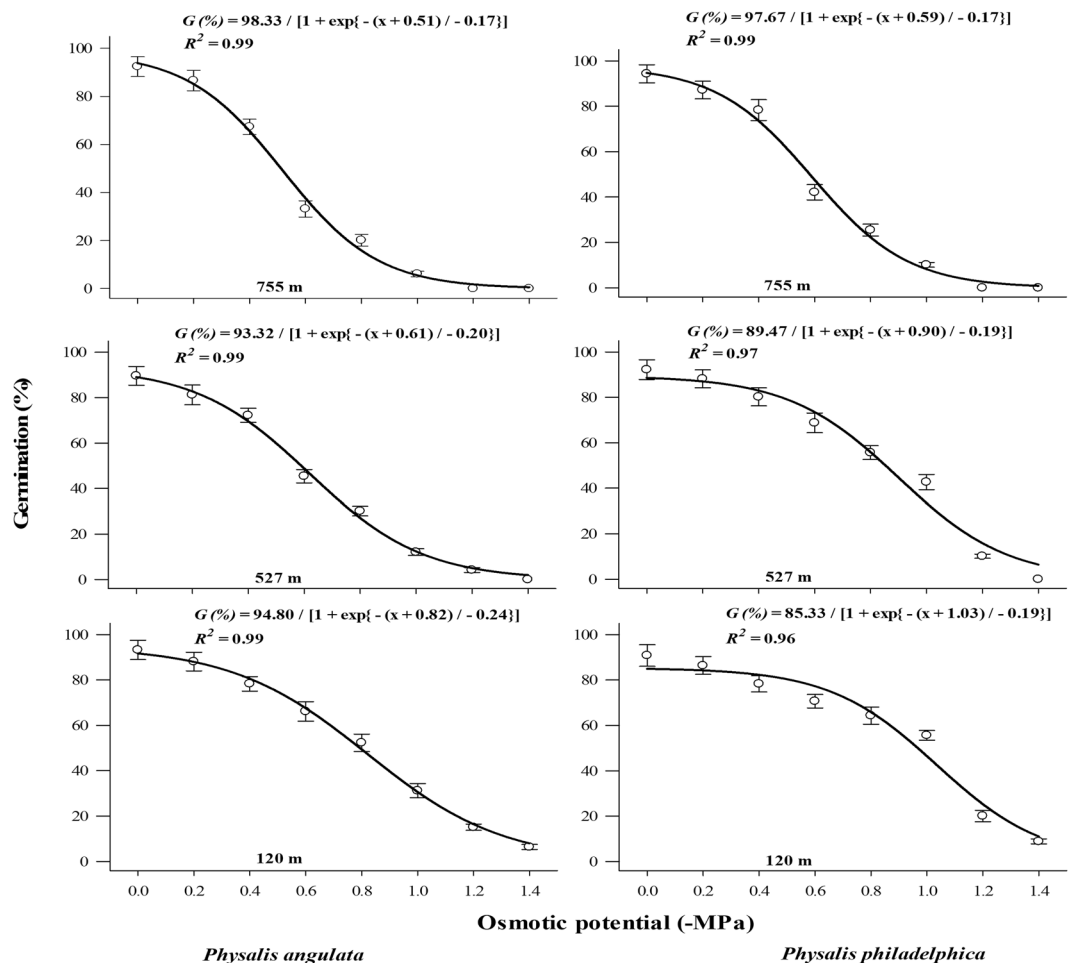 G (%) = 98.33 / [1 + exp{ - (x + 0.51) / - 0.17}]
R² = 0.99
100
80
60
40
20
0
755 m
G (%) = 97.67 / [1 + exp{ - (x + 0.59) / - 0.17}]
R² = 0.99
100
80
60
40
20
0
755 m
G (%) = 93.32 / [1 + exp{ - (x + 0.61) / - 0.20}]
R² = 0.99
100
80
60
40
20
0
527 m
G (%) = 89.47 / [1 + exp{ - (x + 0.90) / - 0.19}]
R² = 0.97
100
80
60
40
20
0
527 m
Germination (%)
G (%) = 94.80 / [1 + exp{ - (x + 0.82) / - 0.24}]
R² = 0.99
100
80
60
40
20
0
120 m
0.0 0.2 0.4 0.6 0.8 1.0 1.2 1.4
G (%) = 85.33 / [1 + exp{ - (x + 1.03) / - 0.19}]
R² = 0.96
100
80
60
40
20
0
120 m
0.0 0.2 0.4 0.6 0.8 1.0 1.2 1.4
Osmotic potential (-MPa)
Physalis angulata
Physalis philadelphica